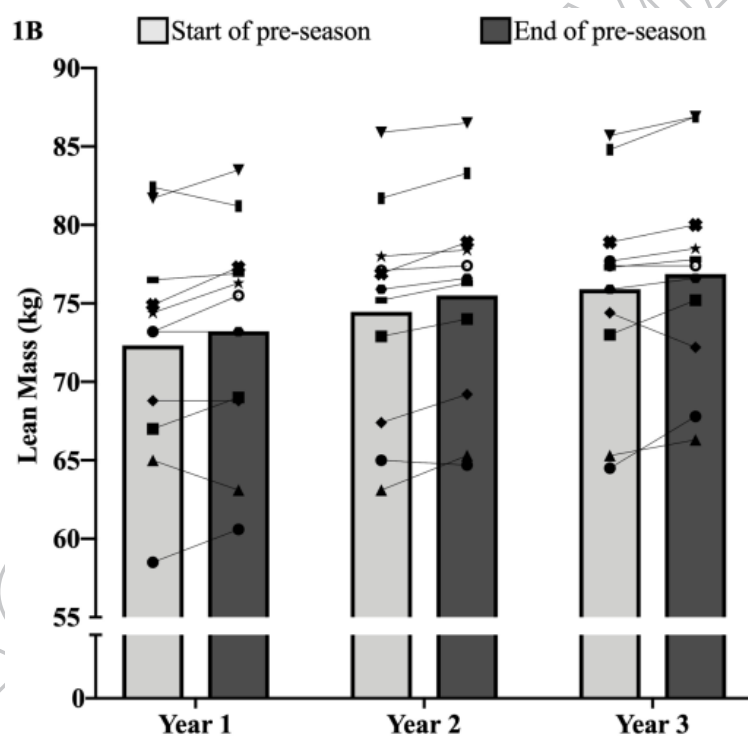 1B
Start of pre-season
End of pre-season
Lean Mass (kg)
90
85
80
75
70
65
60
55
0
Year 1
Year 2
Year 3